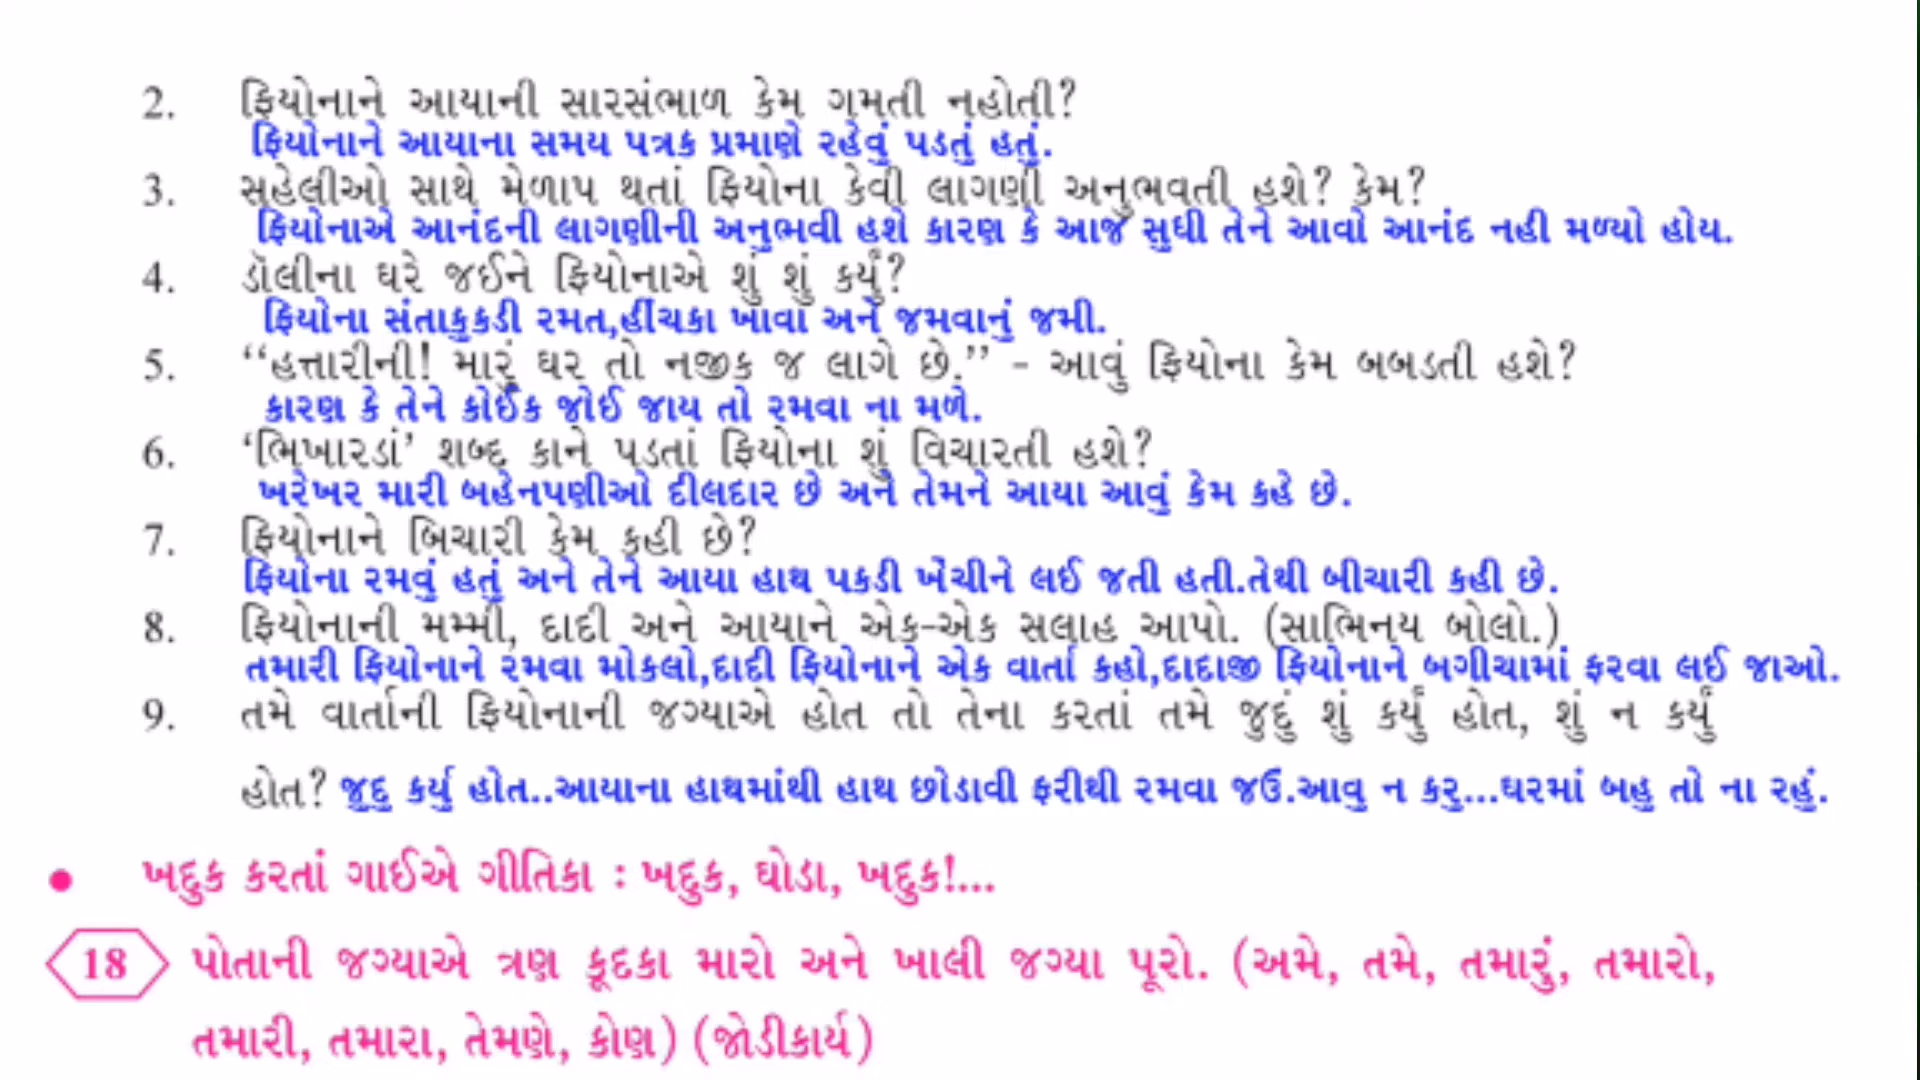 2. ફિયોનાને આયાની સારસંભાળ કેમ ગમતી નહોતી?
ફિયોનાને આયાના સમય પત્રક પ્રમાણે રહેવું પડતું હતું.
3. સહેલીઓ સાથે મેળાપ થતાં ફિયોના કેવી લાગણી અનુભવતી હશે? કેમ?
ફિયોનાએ આનંદની લાગણીની અનુભવી હશે કારણ કે આજ સુધી તેને આવો આનંદ નહી મળ્યો હોય.
4. ડૉલીના ઘરે જઈને ફિયોનાએ શું શું કર્યું?
ફિયોના સંતાકુકડી રમત,હીંચકા ખાવા અને જમવાનું જમી.
5. “હત્તારીની! મારું ઘર તો નજીક જ લાગે છે.” - આવું ફિયોના કેમ બબડતી હશે?
કારણ કે તેને કોઈક જોઈ જાય તો રમવા ના મળે.
6. ‘ભિખારડાં’ શબ્દ કાને પડતાં ફિયોના શું વિચારતી હશે?
ખરેખર મારી બહેનપણીઓ દીલદાર છે અને તેમને આયા આવું કેમ કહે છે.
7. ફિયોનાને બિચારી કેમ કહી છે?
ફિયોના રમવું હતું અને તેને આયા હાથ પકડી ખેંચીને લઈ જતી હતી.તેથી બીચારી કહી છે.
8. ફિયોનાની મમ્મી, દાદી અને આયાને એક-એક સલાહ આપો. (સાભિનય બોલો.)
તમારી ફિયોનાને રમવા મોકલો,દાદી ફિયોનાને એક વાર્તા કહો,દાદાજી ફિયોનાને બગીચામાં ફરવા લઈ જાઓ.
9. તમે વાર્તાની ફિયોનાની જગ્યાએ હોત તો તેના કરતાં તમે જુદું શું કર્યું હોત, શું ન કર્યું
હોત? જુદુ કર્યુ હોત..આયાના હાથમાંથી હાથ છોડાવી ફરીથી રમવા જઉં.આવુ ન કરુ...ઘરમાં બહુ તો ના રહું.
• ખદુક કરતાં ગાઈએ ગીતિકા : ખદુક, ઘોડા, ખદુક!...
18 પોતાની જગ્યાએ ત્રણ કૂદકા મારો અને ખાલી જગ્યા પૂરો. (અમે, તમે, તમારું, તમારો,
તમારી, તમારા, તેમણે, કોણ) (જોડીકાર્ય)